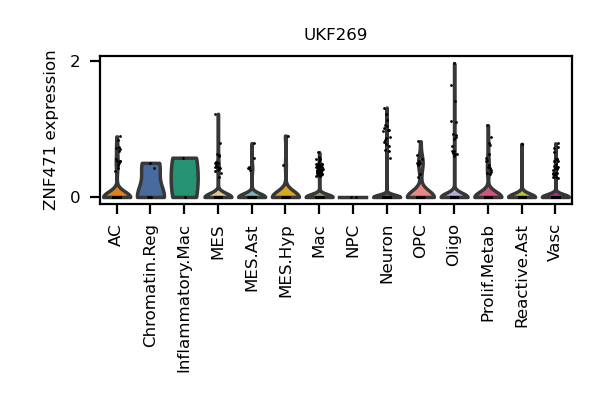 UKF269
ZNF471 expression
2
0
AC
Chromatin.Reg
Inflammatory.Mac
MES
MES.Ast
MES.Hyp
Mac
NPC
Neuron
OPC
Oligo
Prolif.Metab
Reactive.Ast
Vasc